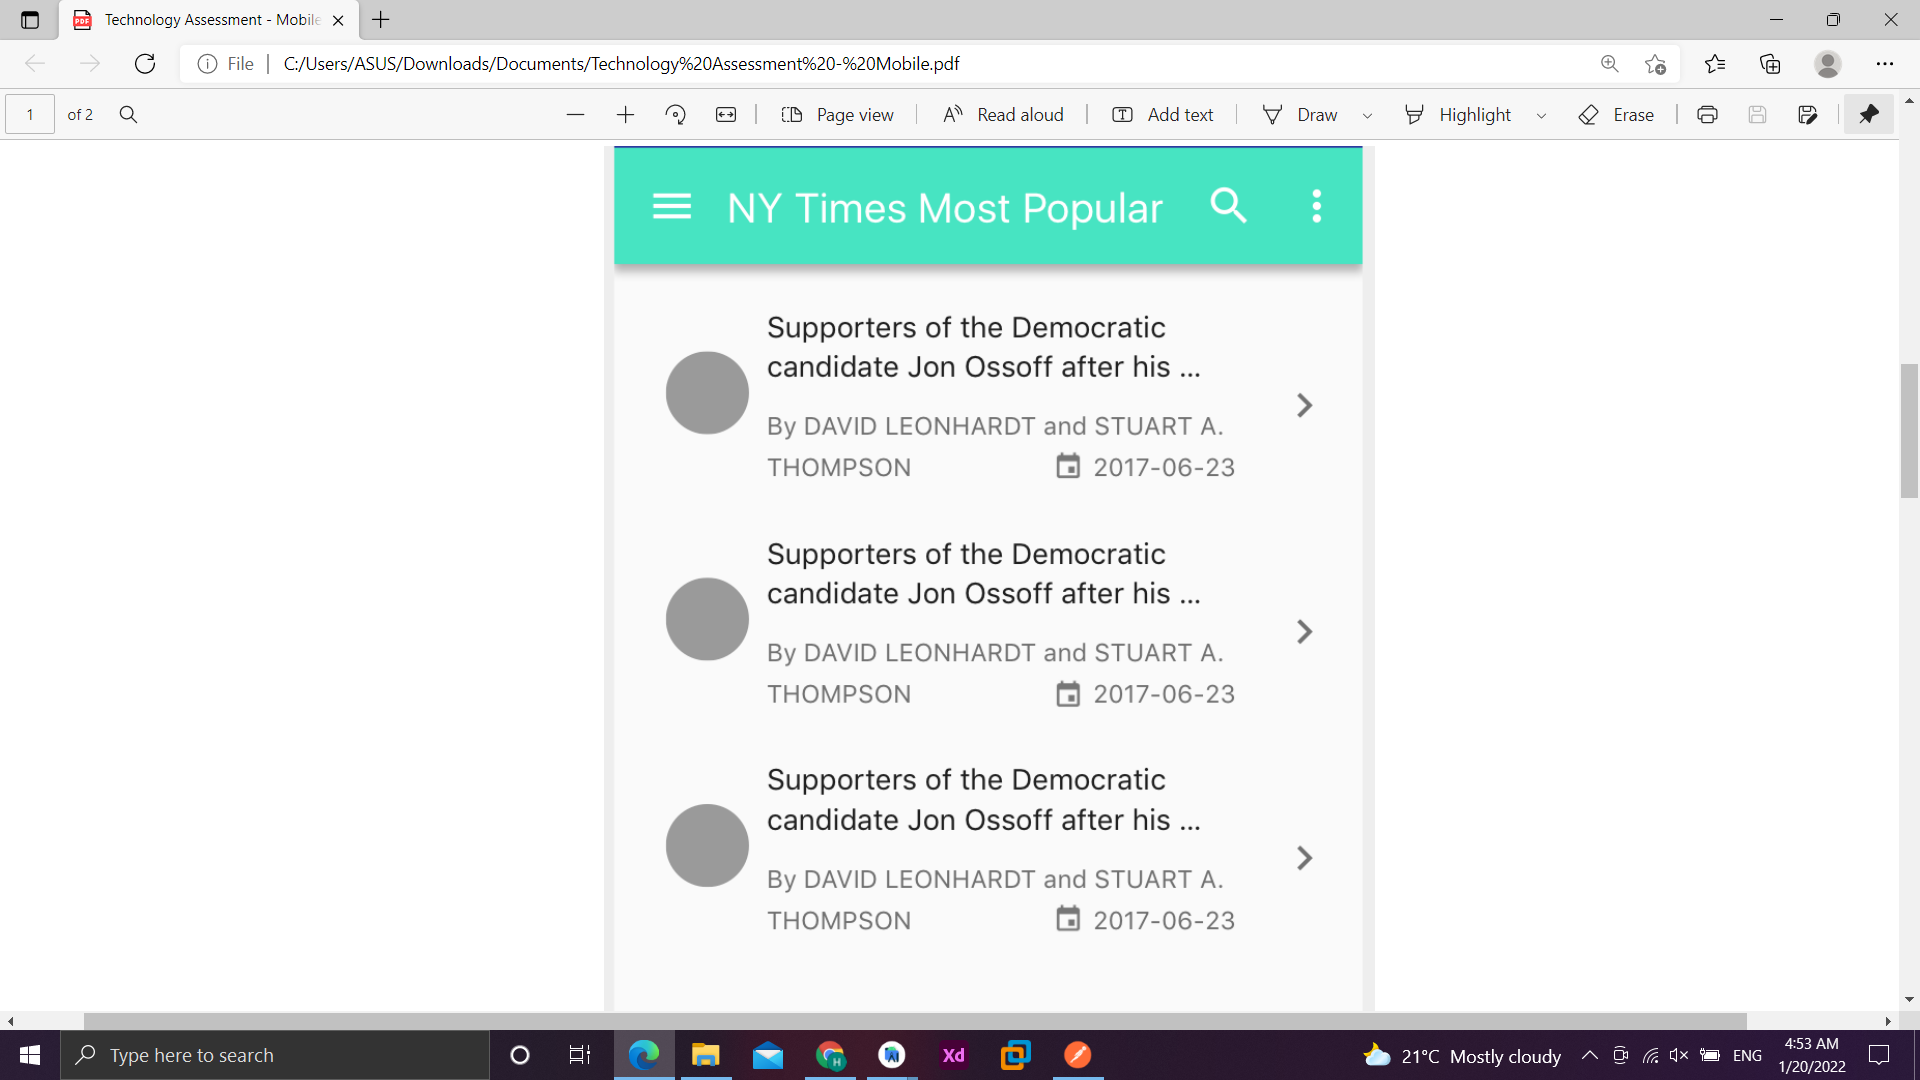 Technology Assessment - Mobile
File C:/Users/ASUS/Downloads/Documents/Technology%20Assessment%20-%20Mobile.pdf
1 of 2 Page view Read aloud Add text Draw Highlight Erase
NY Times Most Popular
Supporters of the Democratic
candidate Jon Ossoff after his ...
By DAVID LEONHARDT and STUART A.
THOMPSON 2017-06-23
Supporters of the Democratic
candidate Jon Ossoff after his ...
By DAVID LEONHARDT and STUART A.
THOMPSON 2017-06-23
Supporters of the Democratic
candidate Jon Ossoff after his ...
By DAVID LEONHARDT and STUART A.
THOMPSON 2017-06-23
Type here to search
Xd
21°C Mostly cloudy
ENG
4:53 AM
1/20/2022